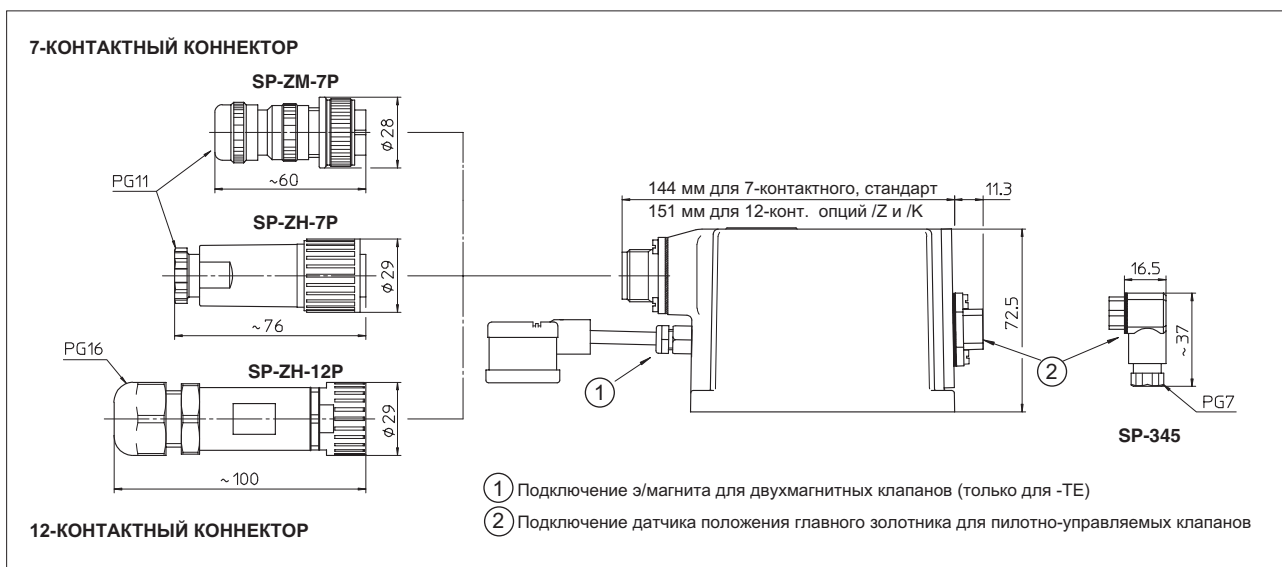 7-КОНТАКТНЫЙ КОННЕКТОР
SP-ZM-7P
PG11
~60
ϕ28
SP-ZH-7P
~76
ϕ29
PG16
SP-ZH-12P
~100
ϕ29
12-КОНТАКТНЫЙ КОННЕКТОР
144 мм для 7-контактного, стандарт
151 мм для 12-конт. опций /Z и /K
11.3
72.5
1
2
16.5
~37
PG7
SP-345
1 Подключение э/магнита для двухмагнитных клапанов (только для -TE)
2 Подключение датчика положения главного золотника для пилотно-управляемых клапанов